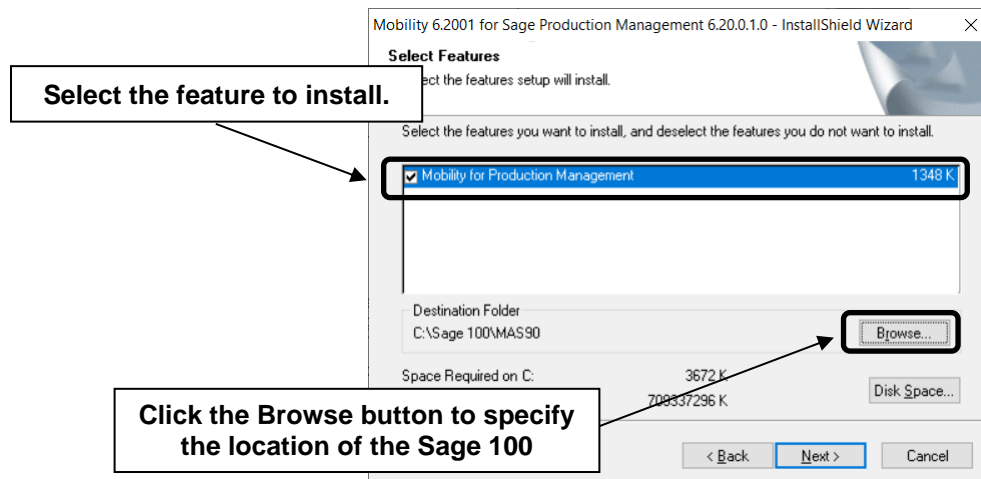 Mobility 6.2001 for Sage Production Management 6.20.0.1.0 - InstallShield Wizard
Select Features
ect the features setup will install.
Select the feature to install.
Select the features you want to install, and deselect the features you do not want to install.
Mobility for Production Management 1348 K
Destination Folder
C:\Sage 100\MAS90
Browse...
Space Required on C: 3672 K
709337296 K
Disk Space...
Click the Browse button to specify
the location of the Sage 100
< Back Next > Cancel